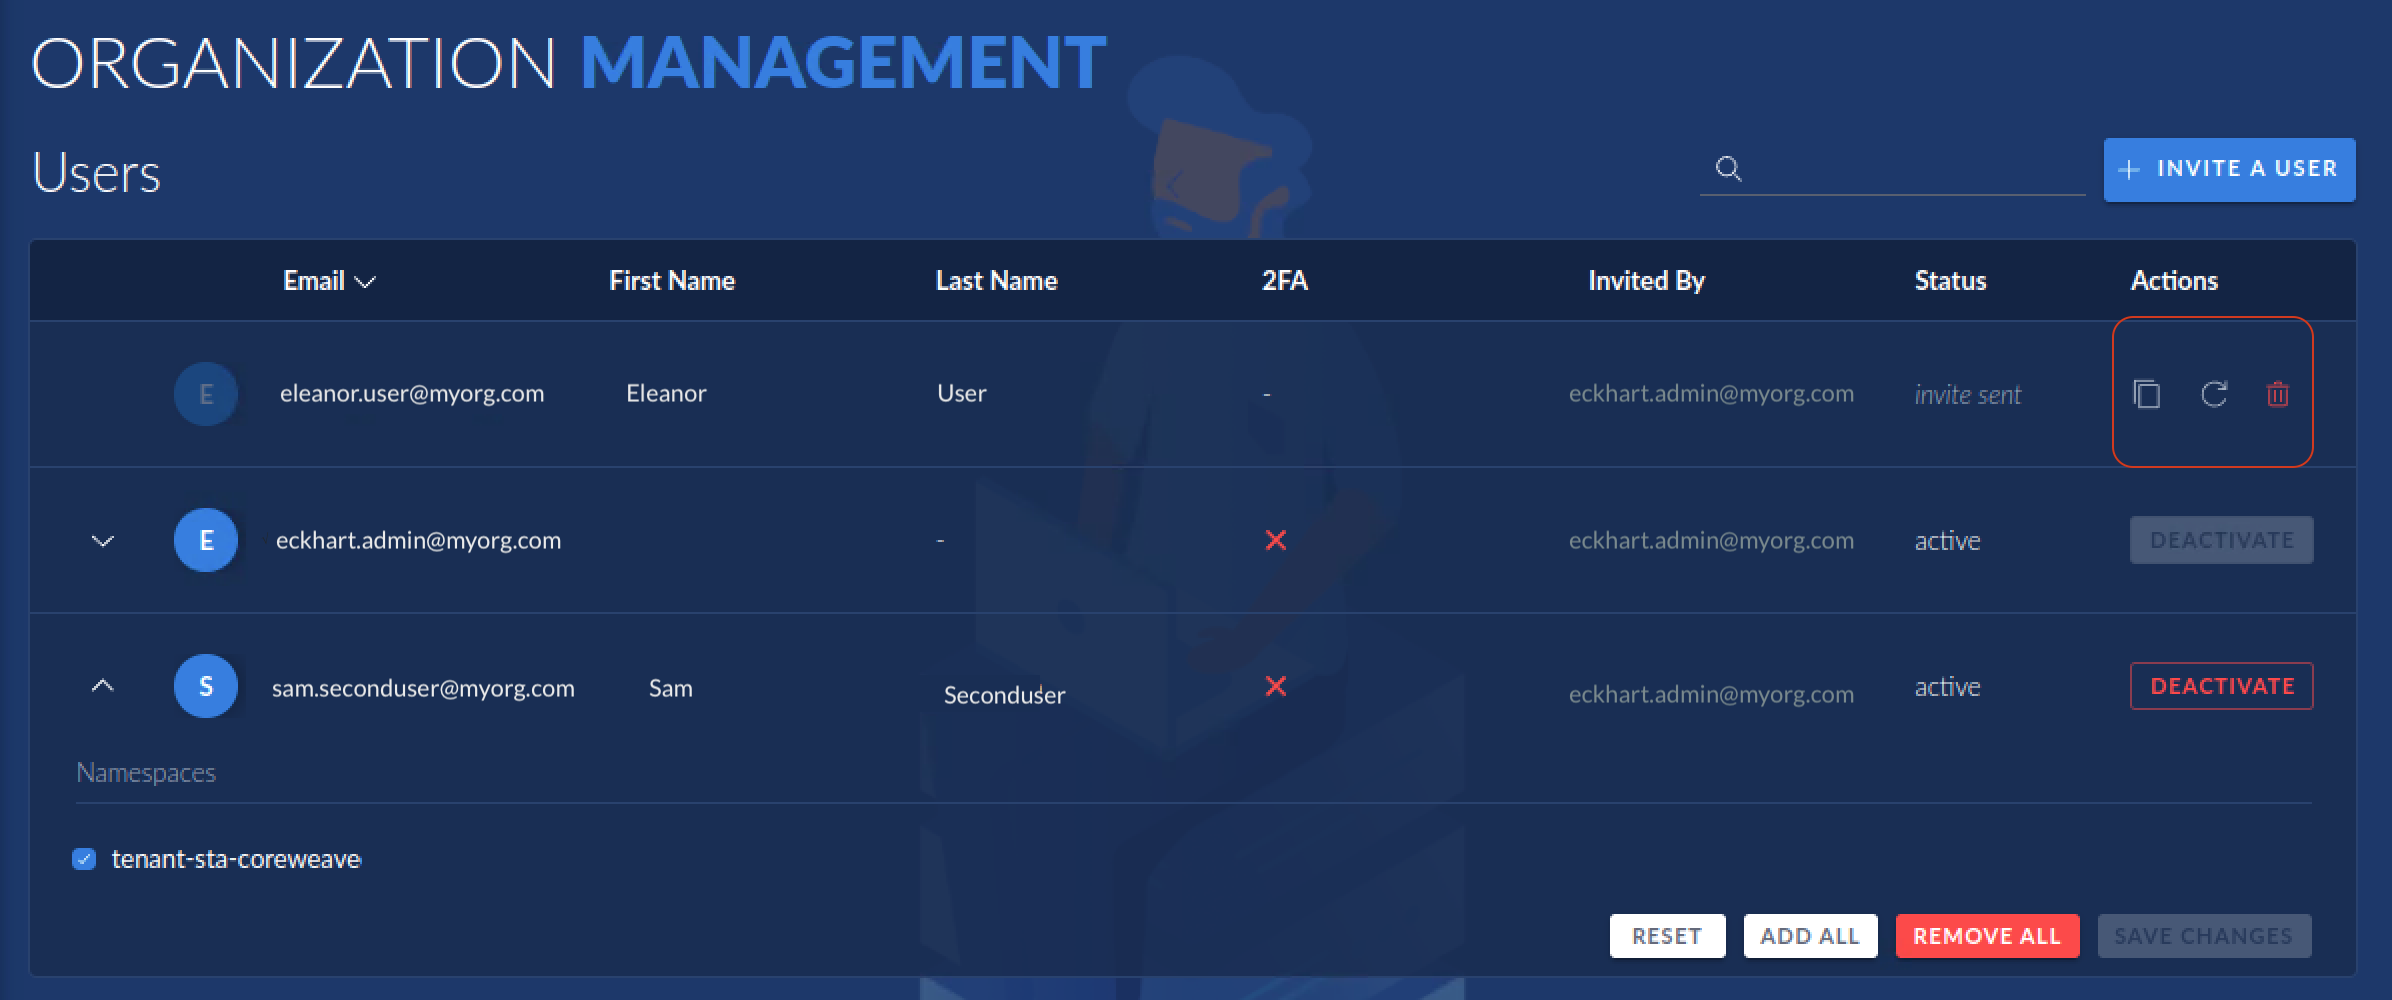 ORGANIZATION MANAGEMENT
Users
INVITE A USER
Email First Name Last Name 2FA Invited By Status Actions
E eleanor.user@myorg.com Eleanor User - eckhart.admin@myorg.com invite sent
E eckhart.admin@myorg.com - eckhart.admin@myorg.com active DEACTIVATE
S sam.seconduser@myorg.com Sam Seconduser eckhart.admin@myorg.com active DEACTIVATE
Namespaces
tenant-sta-coreweave
RESET ADD ALL REMOVE ALL SAVE CHANGES